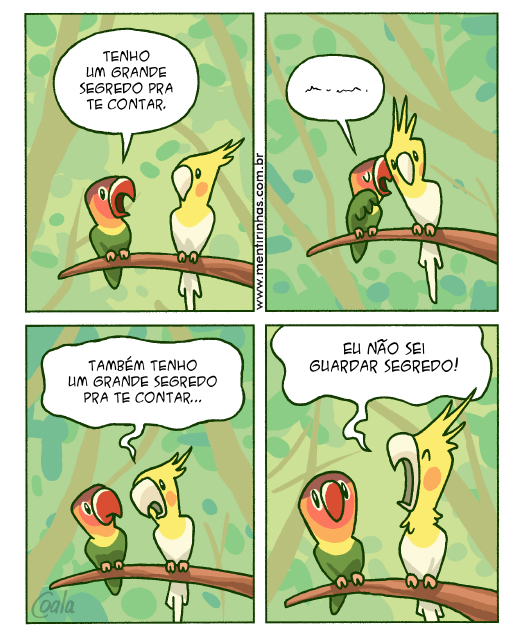 TENHO
UM GRANDE
SEGREDO PRA
TE CONTAR.
www.mentirinhas.com.br
TAMBÉM TENHO
UM GRANDE SEGREDO
PRA TE CONTAR...
EU NÃO SEI
GUARDAR SEGREDO!
Coala